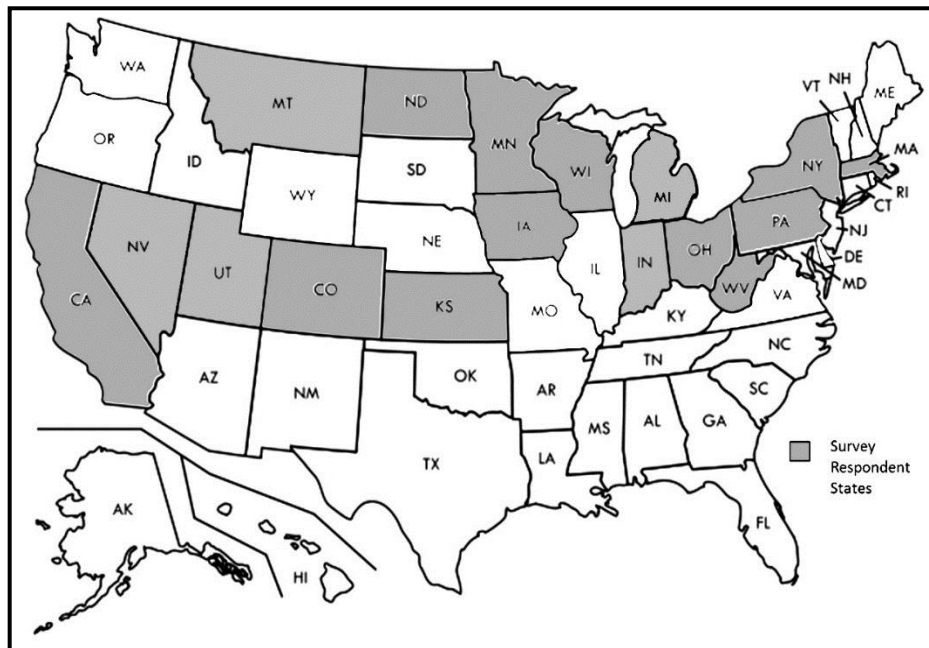 WA
MT
ND
MN
VT
NH
ME
OR
ID
SD
WI
NY
MA
WY
MI
RI
CT
IA
PA
NE
NJ
NV
UT
IL
IN
OH
DE
CA
CO
WV
MD
KS
MO
VA
KY
NC
TN
AZ
OK
NM
AR
SC
MS
AL
GA
TX
LA
Survey
Respondent
States
AK
FL
HI